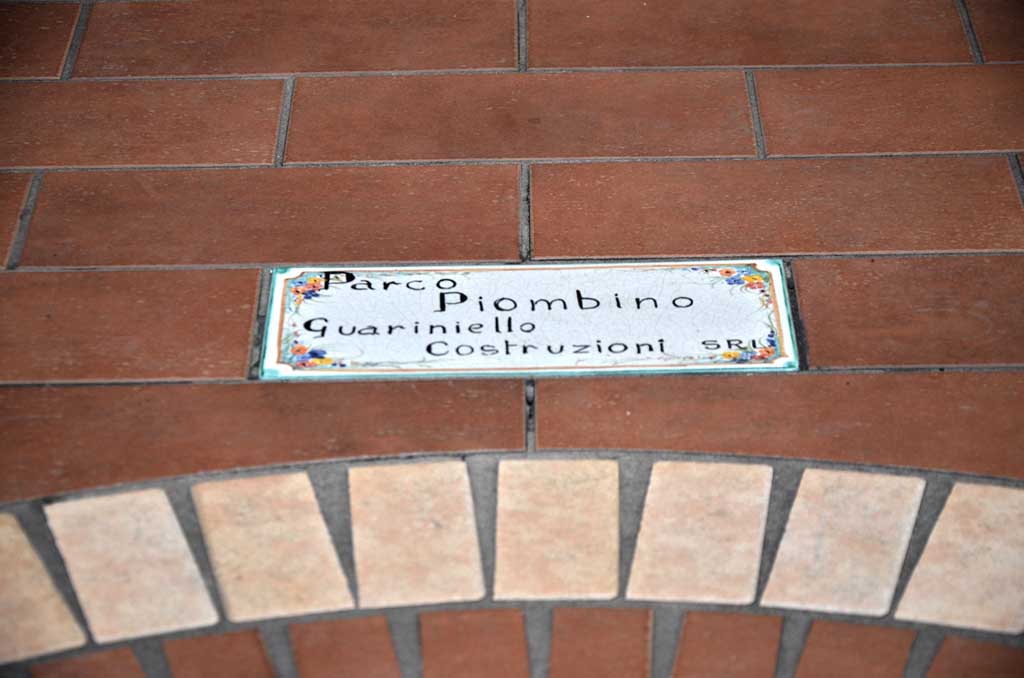 Parco
Piombino
Guariniello
Costruzioni SRL